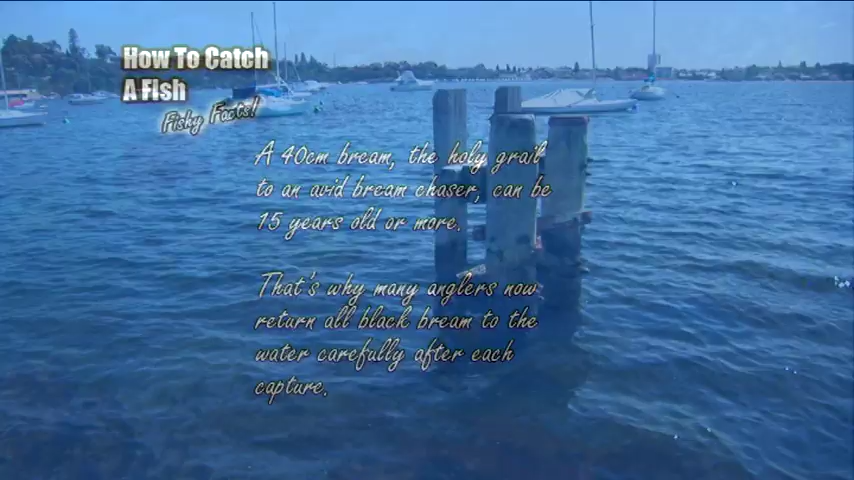 How To Catch
A Fish
Fishy Facts!
A 40cm bream, the holy grail
to an avid bream chaser, can be
15 years old or more.
That's why many anglers now
return all black bream to the
water carefully after each
capture.